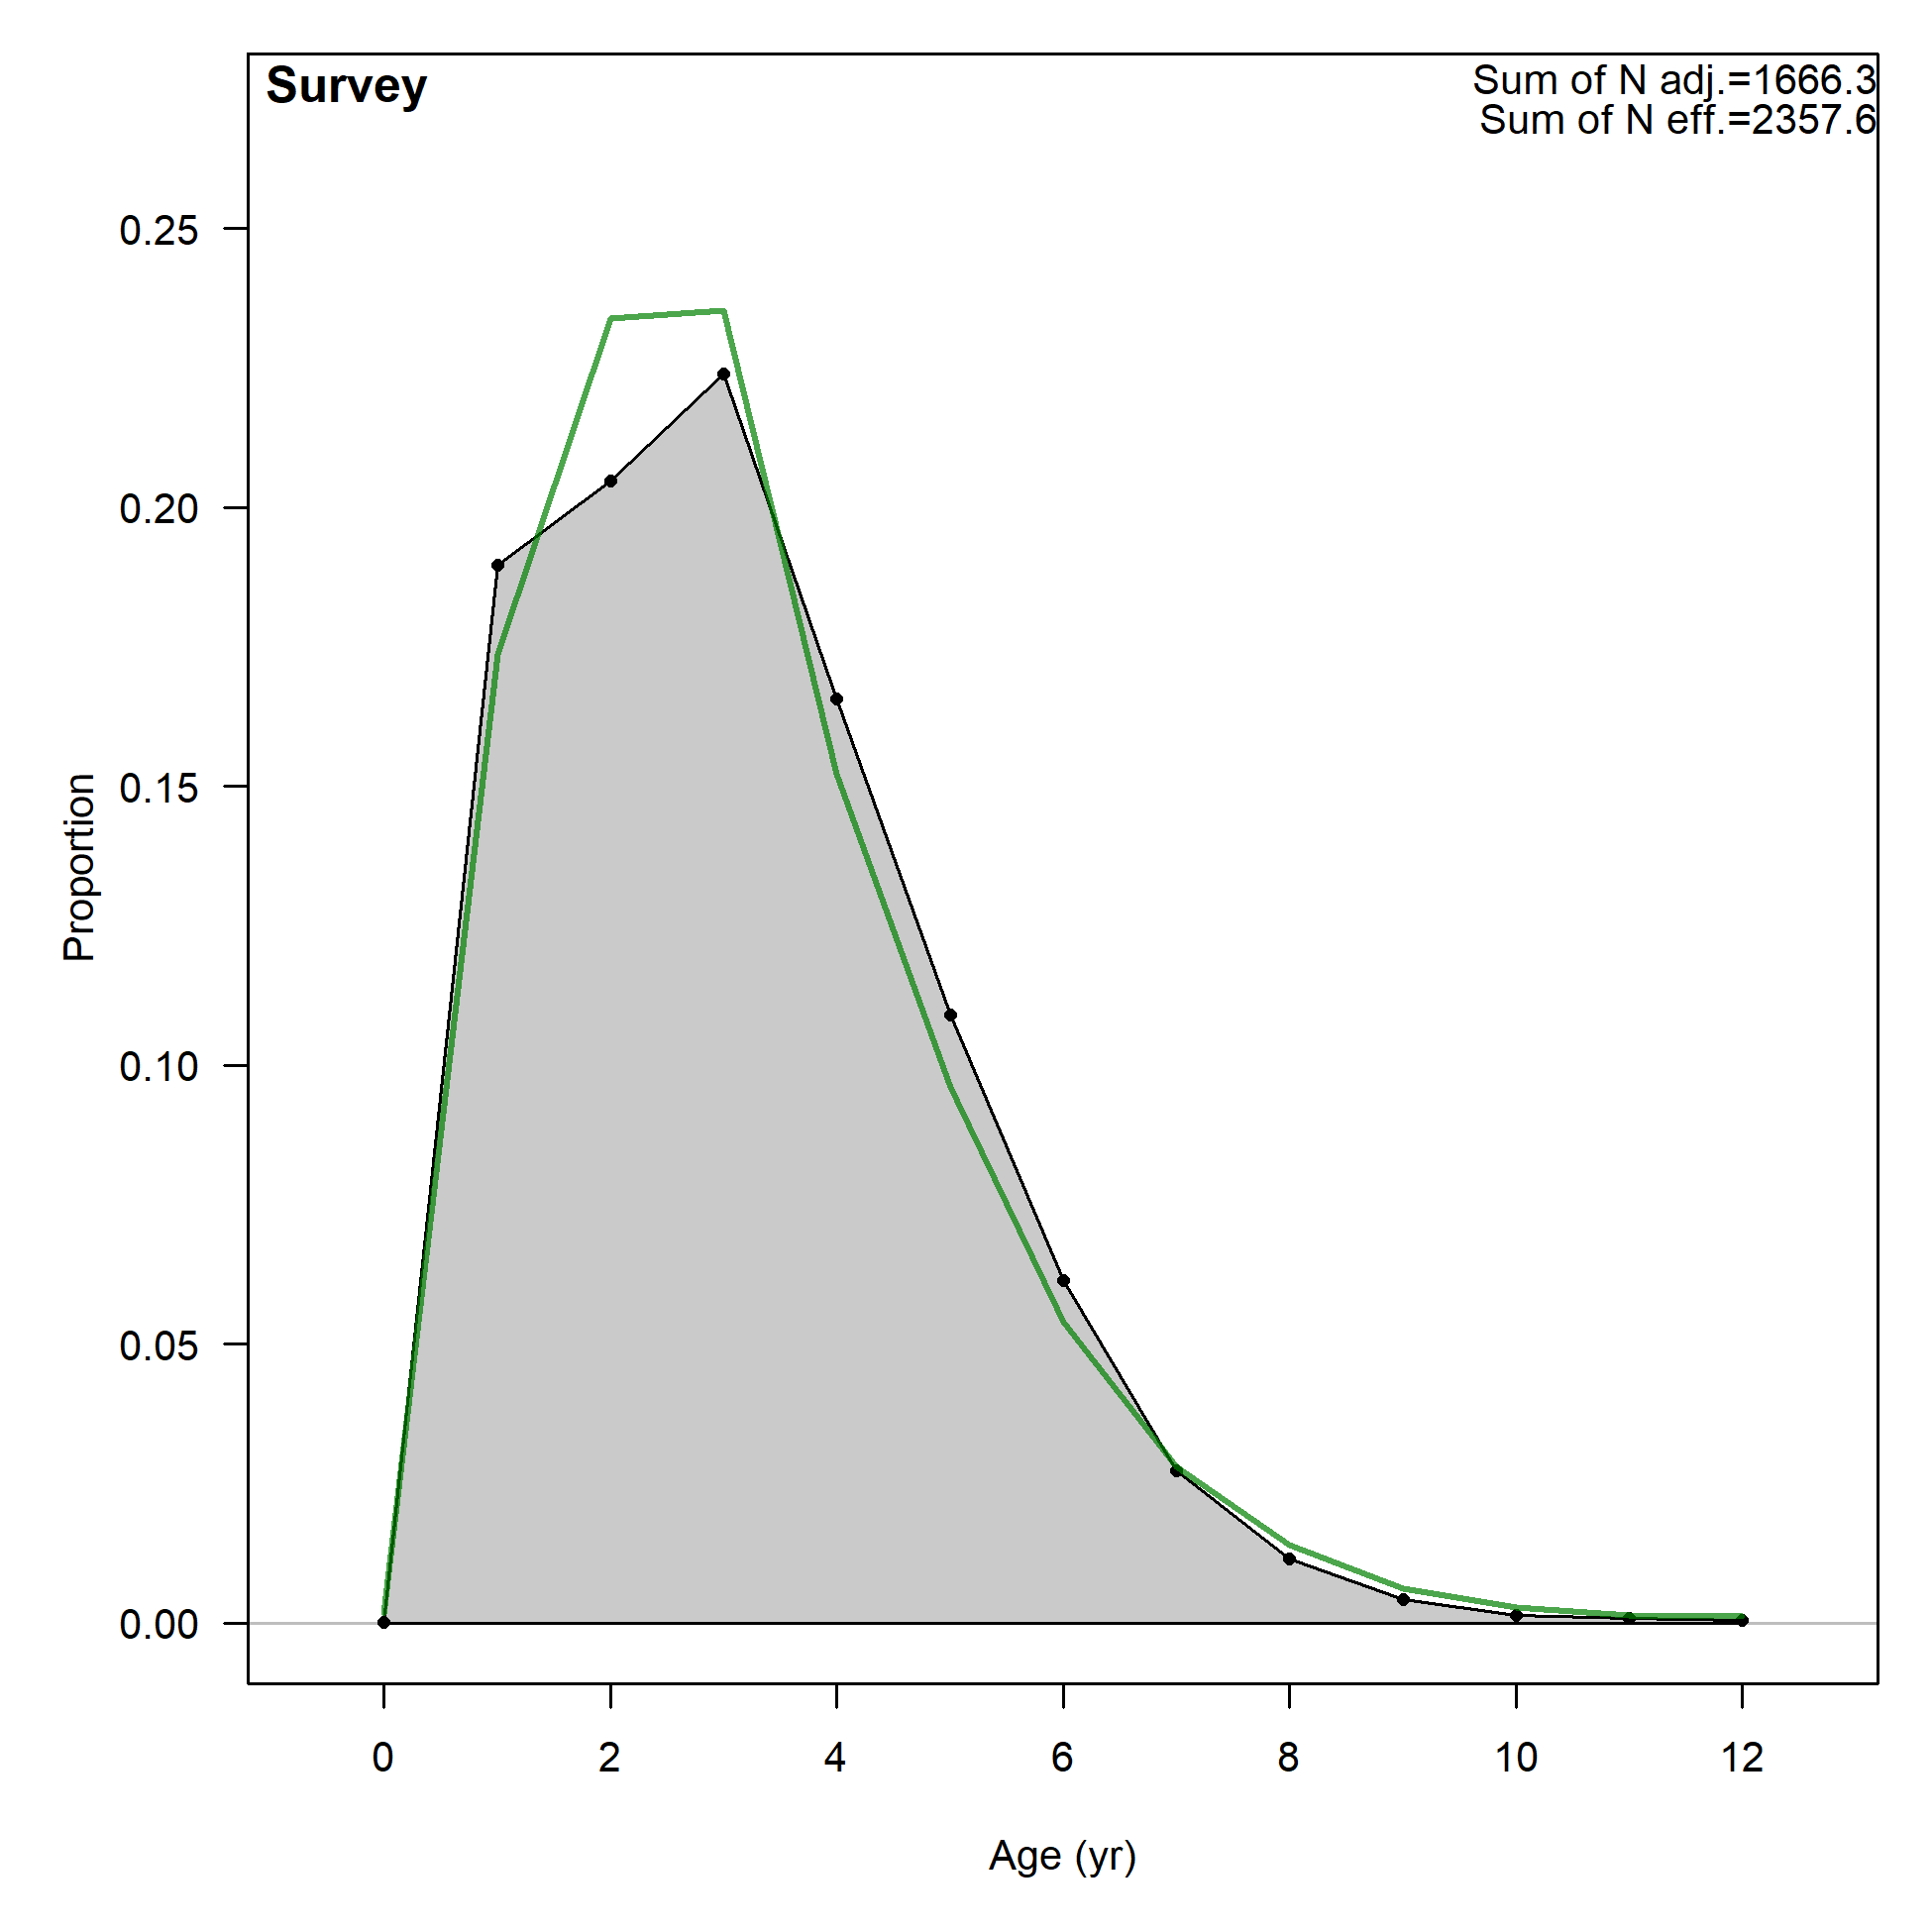 Survey
Sum of N adj.=1666.3
Sum of N eff.=2357.6
0.25
0.20
0.15
0.10
0.05
0.00
Proportion
0 2 4 6 8 10 12
Age (yr)